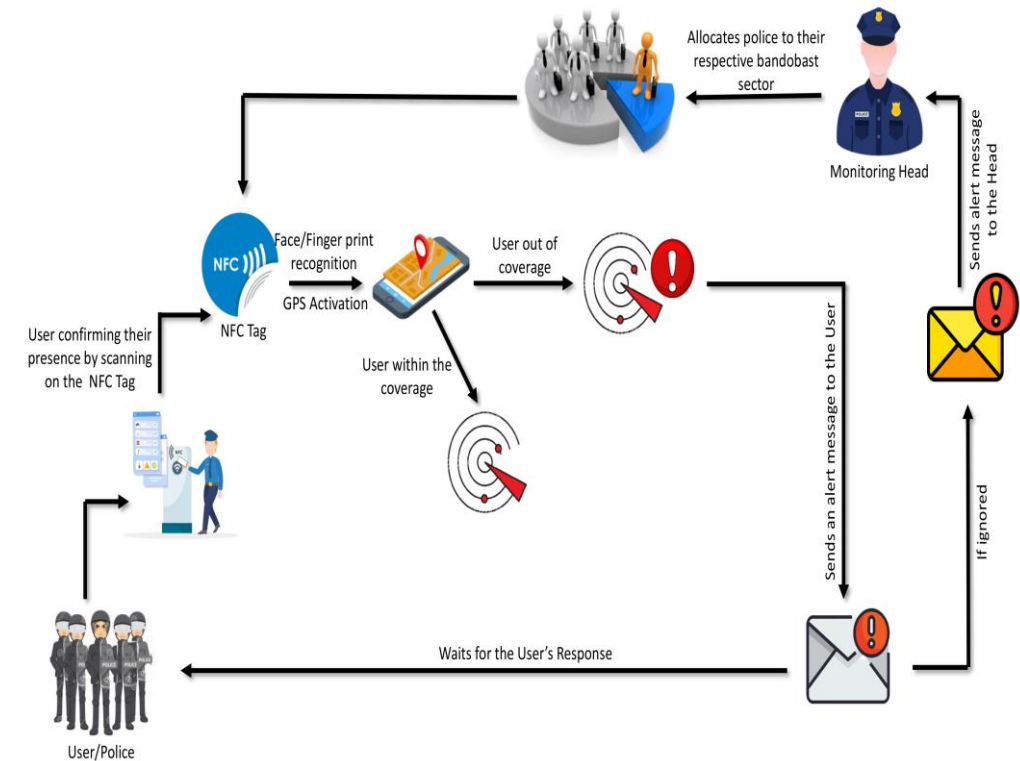 Allocates police to their
respective bandobast
sector
Monitoring Head
Sends alert message
to the Head
NFC
NFC Tag
Face/Finger print
recognition
GPS Activation
User out of
coverage
User within the
coverage
User confirming their
presence by scanning
on the NFC Tag
Sends an alert message to the User
If ignored
Waits for the User's Response
User/Police
POLICE
POLICE